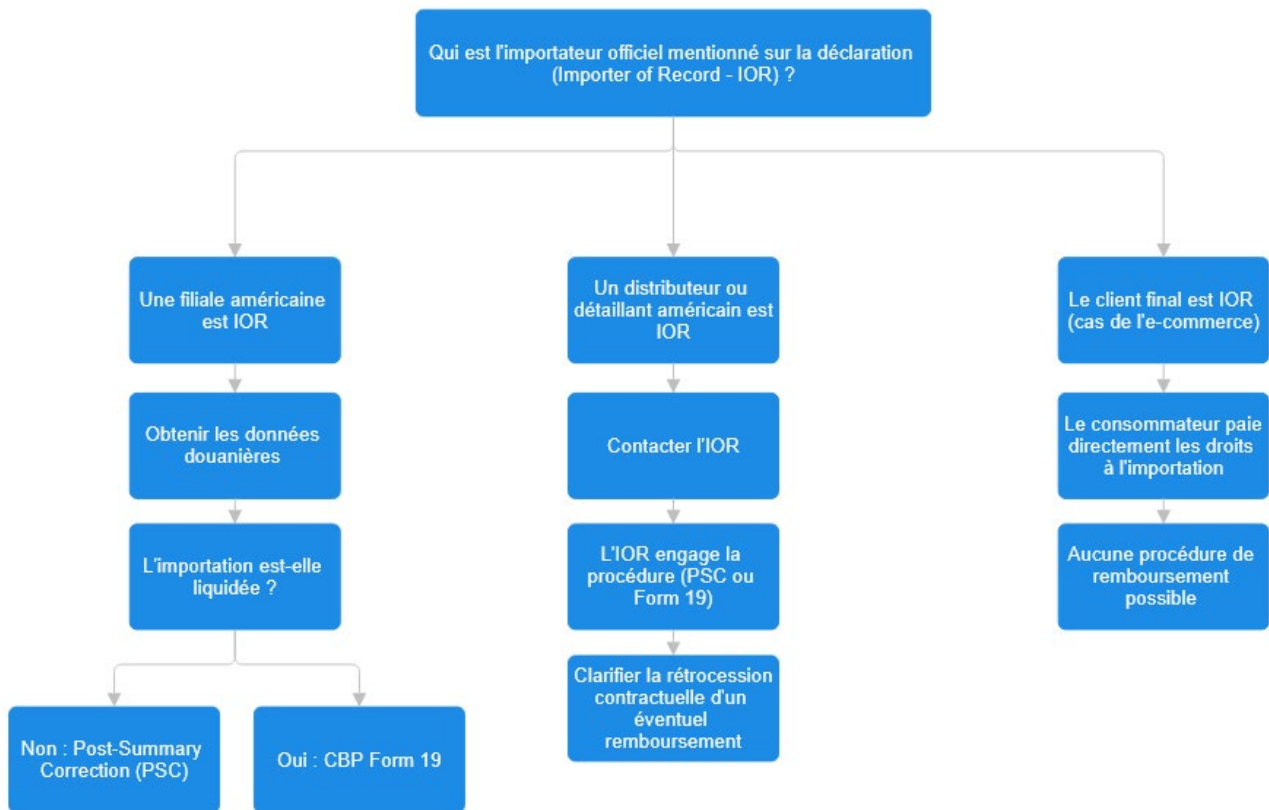 Qui est l'importateur officiel mentionné sur la déclaration
(Importer of Record - IOR) ?
Une filiale américaine
est IOR
Obtenir les données
douanières
L'importation est-elle
liquidée ?
Non : Post-Summary
Correction (PSC)
Oui : CBP Form 19
Un distributeur ou
détaillant américain est
IOR
Contacter l'IOR
L'IOR engage la
procédure (PSC ou
Form 19)
Clarifier la rétrocession
contractuelle d'un
éventuel
remboursement
Le client final est IOR
(cas de l'e-commerce)
Le consommateur paie
directement les droits
à l'importation
Aucune procédure de
remboursement
possible